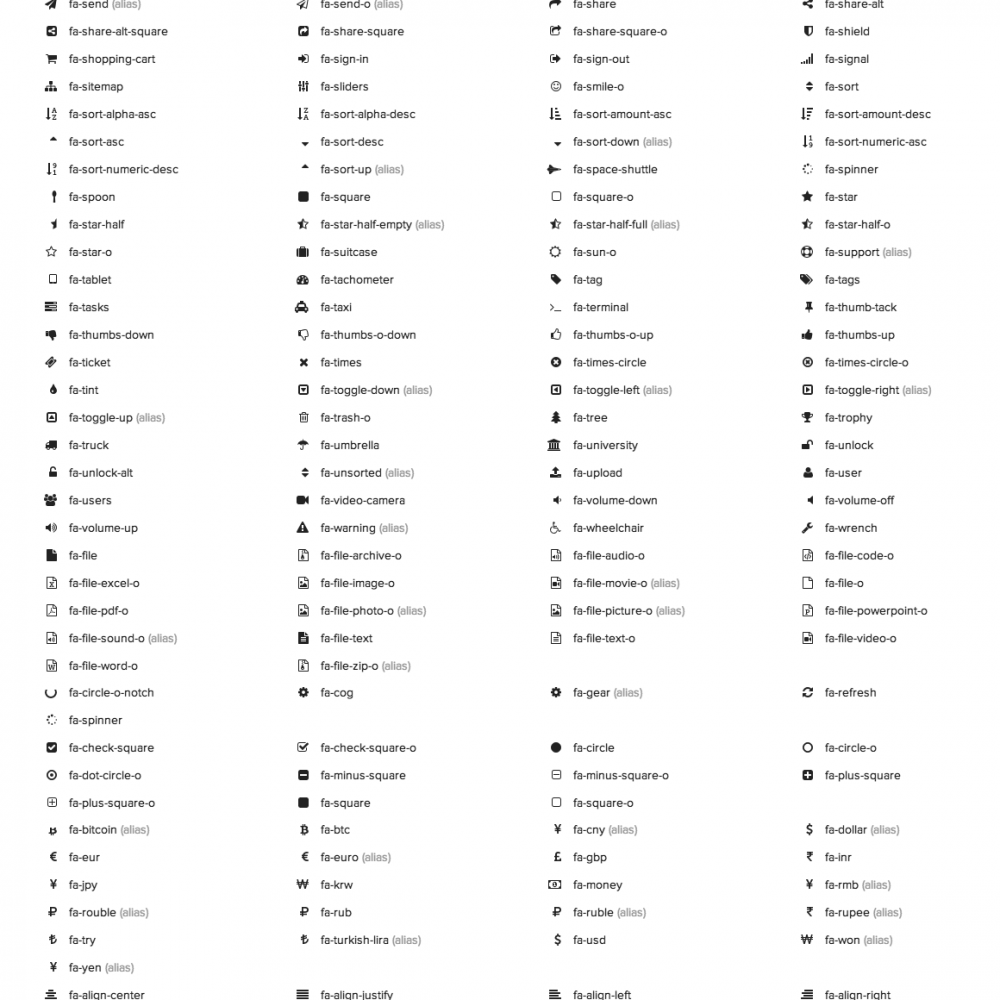 fa-send (alias) fa-send-o (alias) fa-share fa-share-alt
fa-share-alt-square fa-share-square fa-share-square-o fa-shield
fa-shopping-cart fa-sign-in fa-sign-out fa-signal
fa-sitemap fa-sliders fa-smile-o fa-sort
fa-sort-alpha-asc fa-sort-alpha-desc fa-sort-amount-asc fa-sort-amount-desc
fa-sort-asc fa-sort-desc fa-sort-down (alias) fa-sort-numeric-asc
fa-sort-numeric-desc fa-sort-up (alias) fa-space-shuttle fa-spinner
fa-spoon fa-square fa-square-o fa-star
fa-star-half fa-star-half-empty (alias) fa-star-half-full (alias) fa-star-half-o
fa-star-o fa-suitcase fa-sun-o fa-support (alias)
fa-tablet fa-tachometer fa-tag fa-tags
fa-tasks fa-taxi fa-terminal fa-thumb-tack
fa-thumbs-down fa-thumbs-o-down fa-thumbs-o-up fa-thumbs-up
fa-ticket fa-times fa-times-circle fa-times-circle-o
fa-tint fa-toggle-down (alias) fa-toggle-left (alias) fa-toggle-right (alias)
fa-toggle-up (alias) fa-trash-o fa-tree fa-trophy
fa-truck fa-umbrella fa-university fa-unlock
fa-unlock-alt fa-unsorted (alias) fa-upload fa-user
fa-users fa-video-camera fa-volume-down fa-volume-off
fa-volume-up fa-warning (alias) fa-wheelchair fa-wrench
fa-file fa-file-archive-o fa-file-audio-o fa-file-code-o
fa-file-excel-o fa-file-image-o fa-file-movie-o (alias) fa-file-o
fa-file-pdf-o fa-file-photo-o (alias) fa-file-picture-o (alias) fa-file-powerpoint-o
fa-file-sound-o (alias) fa-file-text fa-file-text-o fa-file-video-o
fa-file-word-o fa-file-zip-o (alias)
fa-circle-o-notch fa-cog fa-gear (alias) fa-refresh
fa-spinner
fa-check-square fa-check-square-o fa-circle fa-circle-o
fa-dot-circle-o fa-minus-square fa-minus-square-o fa-plus-square
fa-plus-square-o fa-square fa-square-o
fa-bitcoin (alias) fa-btc fa-cny (alias) fa-dollar (alias)
fa-eur fa-euro (alias) fa-gbp fa-inr
fa-jpy fa-krw fa-money fa-rmb (alias)
fa-rouble (alias) fa-rub fa-ruble (alias) fa-rupee (alias)
fa-try fa-turkish-lira (alias) fa-usd fa-won (alias)
fa-yen (alias)
fa-align-center fa-align-justify fa-align-left fa-align-right